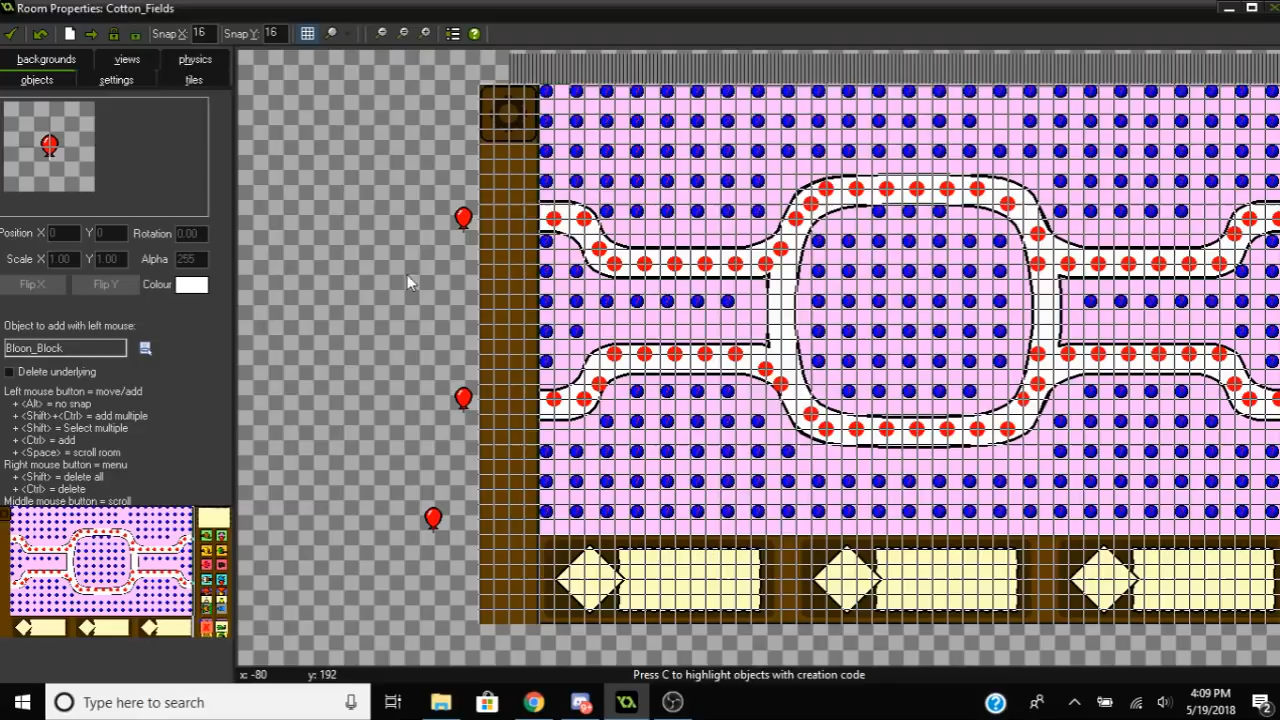 Room Properties: Cotton_Fields
Snap X: 16 Snap Y: 16
backgrounds views physics
objects settings tiles
Position X 0 Y 0 Rotation 0.00
Scale X 1.00 Y 1.00 Alpha 255
Flip X Flip Y Colour
Object to add with left mouse:
Bloon_Block
Delete underlying
Left mouse button = move/add
+ <Alt> = no snap
+ <Shift>+<Ctrl> = add multiple
+ <Shift> = Select multiple
+ <Ctrl> = add
+ <Space> = scroll room
Right mouse button = menu
+ <Shift> = delete all
+ <Ctrl> = delete
Middle mouse button = scroll
x: -80 y: 192 Press C to highlight objects with creation code
Type here to search
4:09 PM
5/19/2018
2